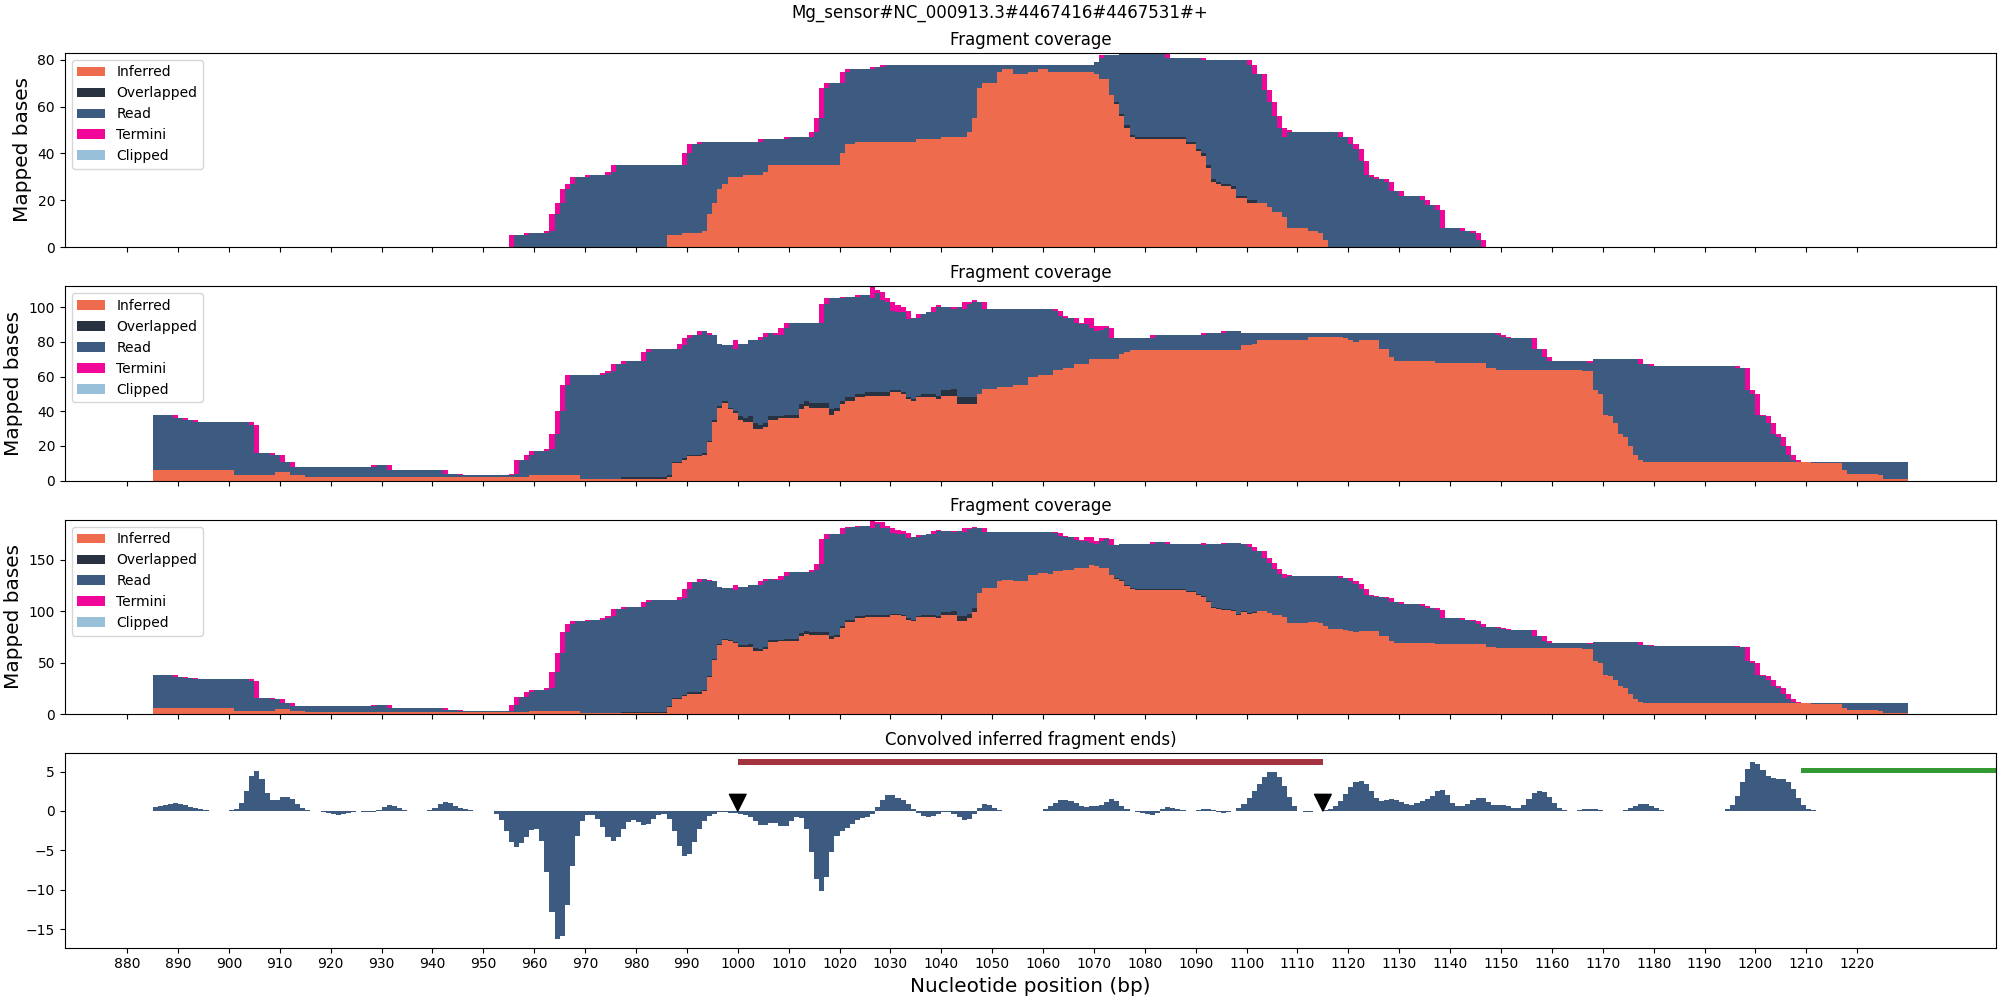 Mg_sensor#NC_000913.3#4467416#4467531#+
Fragment coverage
80
60
40
20
0
Mapped bases
Inferred
Overlapped
Read
Termini
Clipped
Fragment coverage
100
80
60
40
20
0
Mapped bases
Inferred
Overlapped
Read
Termini
Clipped
Fragment coverage
150
100
50
0
Mapped bases
Inferred
Overlapped
Read
Termini
Clipped
Convolved inferred fragment ends)
5
0
−5
−10
−15
880 890 900 910 920 930 940 950 960 970 980 990 1000 1010 1020 1030 1040 1050 1060 1070 1080 1090 1100 1110 1120 1130 1140 1150 1160 1170 1180 1190 1200 1210 1220
Nucleotide position (bp)